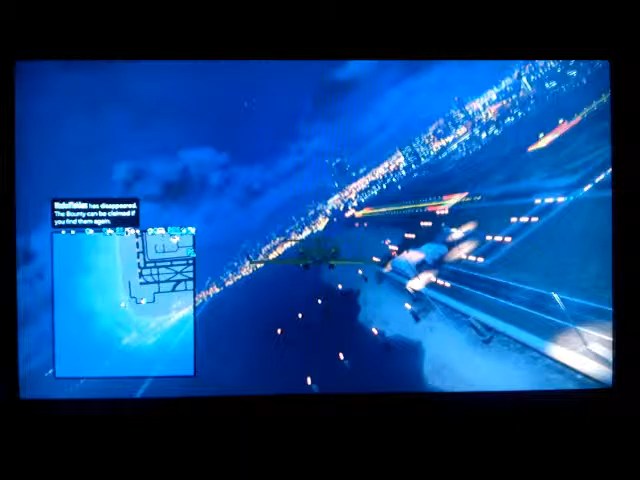 has disappeared.
The Bounty can be claimed if
you find them again.